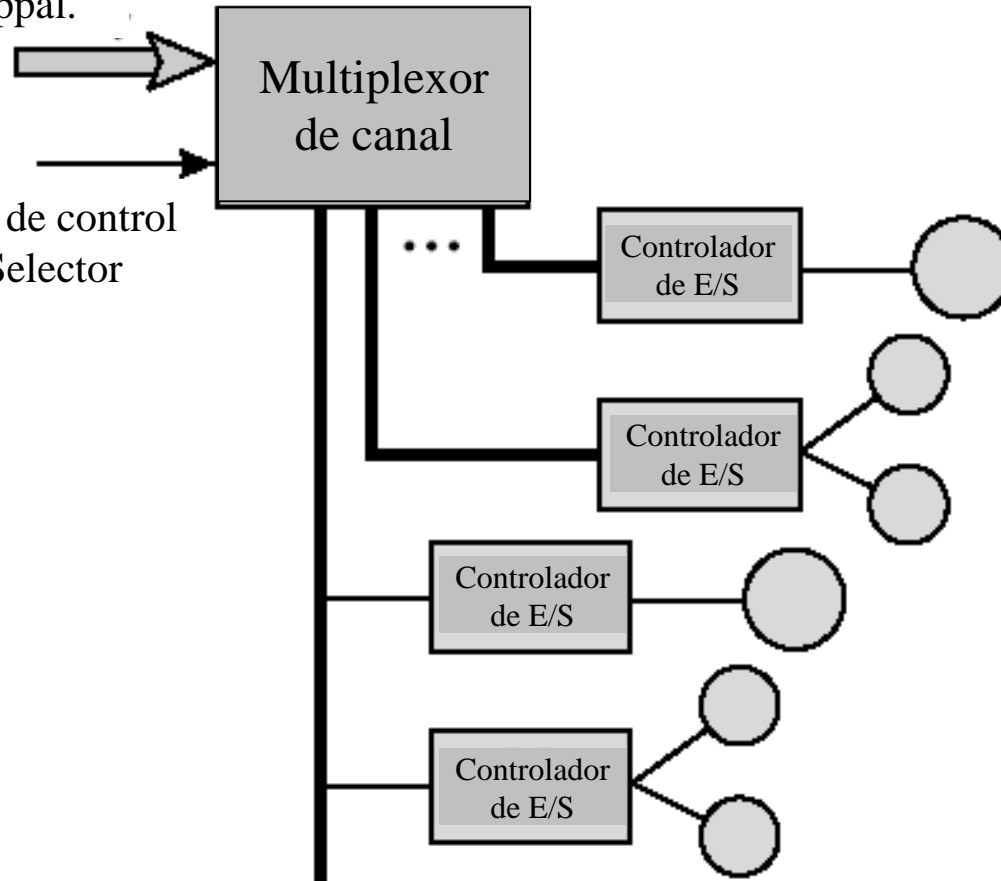 ppal.
Multiplexor
de canal
de control
Selector
Controlador
de E/S
Controlador
de E/S
Controlador
de E/S
Controlador
de E/S